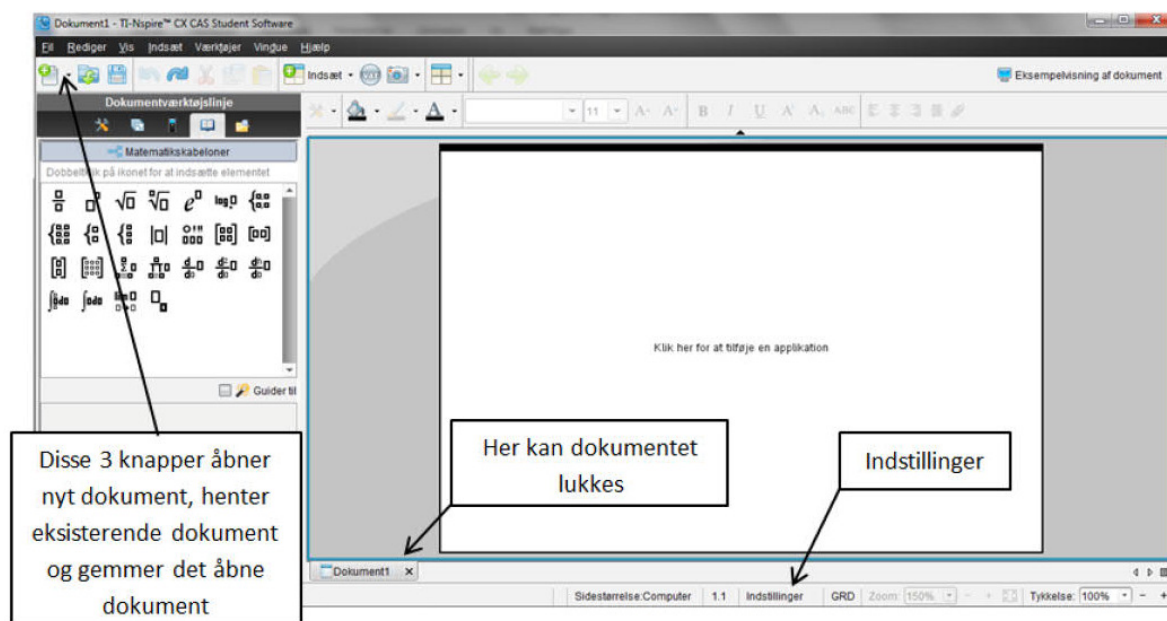 Dokument1 - TI-Nspire™ CX CAS Student Software
Fil Rediger Vis Indsæt Værktøjer Vindue Hjælp
Indsæt
Eksempelvisning af dokument
Dokumentværktøjslinje
11 B I U ABC
Matematikskabeloner
Dobbeltklik på ikonet for at indsætte elementet
Klik her for at tilføje en applikation
Guider til
Disse 3 knapper åbner
nyt dokument, henter
eksisterende dokument
og gemmer det åbne
dokument
Her kan dokumentet
lukkes
Indstillinger
Dokument1
Sidestørrelse:Computer 1.1 Indstillinger GRD Zoom: 150% Tykkelse: 100%